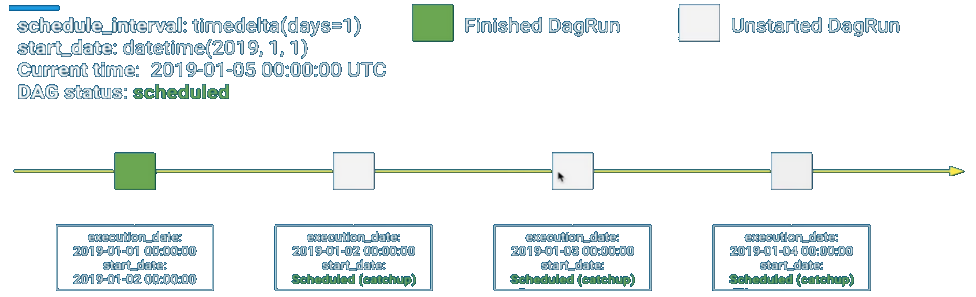 schedule_interval: timedelta(days=1)
start_date: datetime(2019, 1, 1)
Current time: 2019-01-05 00:00:00 UTC
DAG status: scheduled
Finished DagRun
Unstarted DagRun
execution_date:
2019-01-01 00:00:00
start_date:
2019-01-02 00:00:00
execution_date:
2019-01-02 00:00:00
start_date:
Scheduled (catchup)
execution_date:
2019-01-03 00:00:00
start_date:
Scheduled (catchup)
execution_date:
2019-01-04 00:00:00
start_date:
Scheduled (catchup)